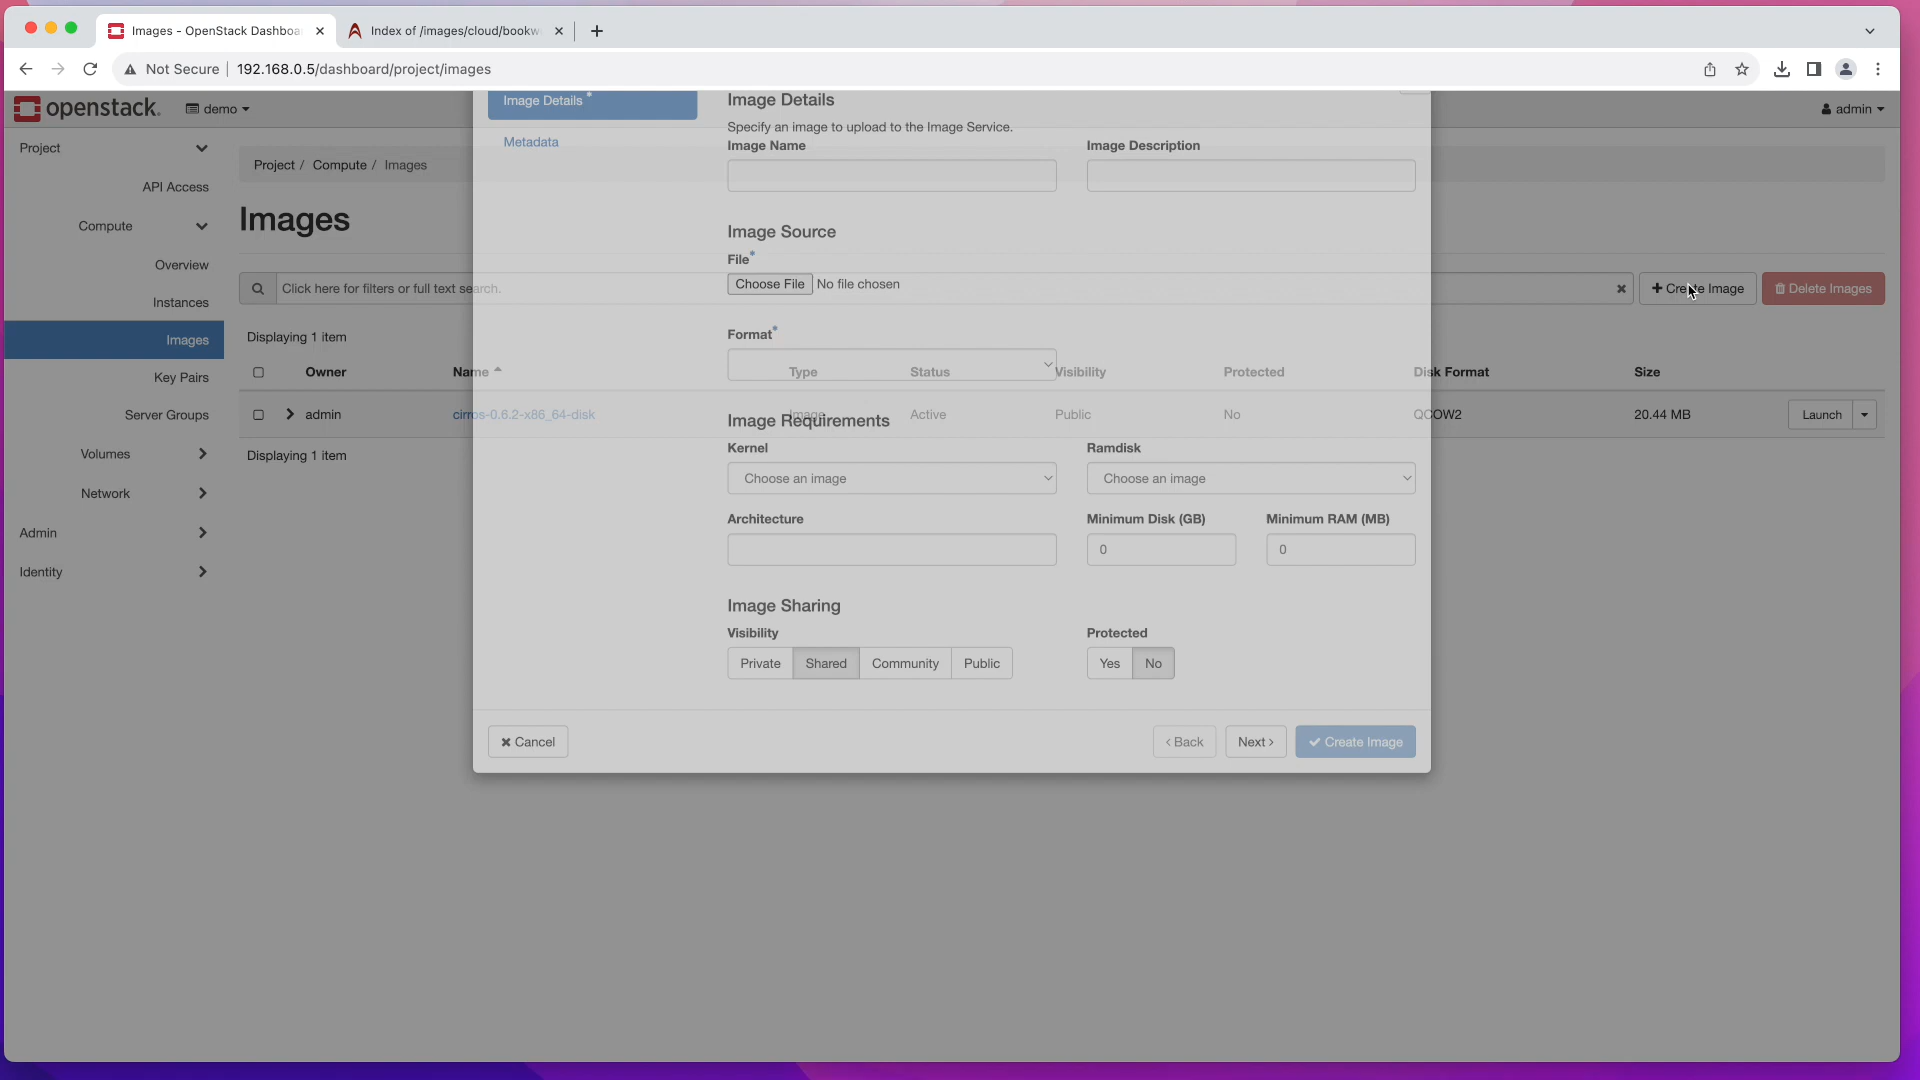 Images - OpenStack Dashboa
Index of /images/cloud/bookw
Not Secure
192.168.0.5/dashboard/project/images
openstack.
demo
admin
Project
API Access
Compute
Overview
Instances
Images
Key Pairs
Server Groups
Volumes
Network
Admin
Identity
Project / Compute / Images
Images
Click here for filters or full text search.
+ Create Image
Delete Images
Displaying 1 item
Owner Name Type Status Visibility Protected Disk Format Size
admin cirros-0.6.2-x86_64-disk Image Active Public No QCOW2 20.44 MB Launch
Displaying 1 item
Image Details *
Metadata
Image Details
Specify an image to upload to the Image Service.
Image Name
Image Description
Image Source
File*
Choose File No file chosen
Format*
Image Requirements
Kernel
Choose an image
Ramdisk
Choose an image
Architecture
Minimum Disk (GB)
0
Minimum RAM (MB)
0
Image Sharing
Visibility
Private Shared Community Public
Protected
Yes No
Cancel
‹ Back
Next ›
Create Image